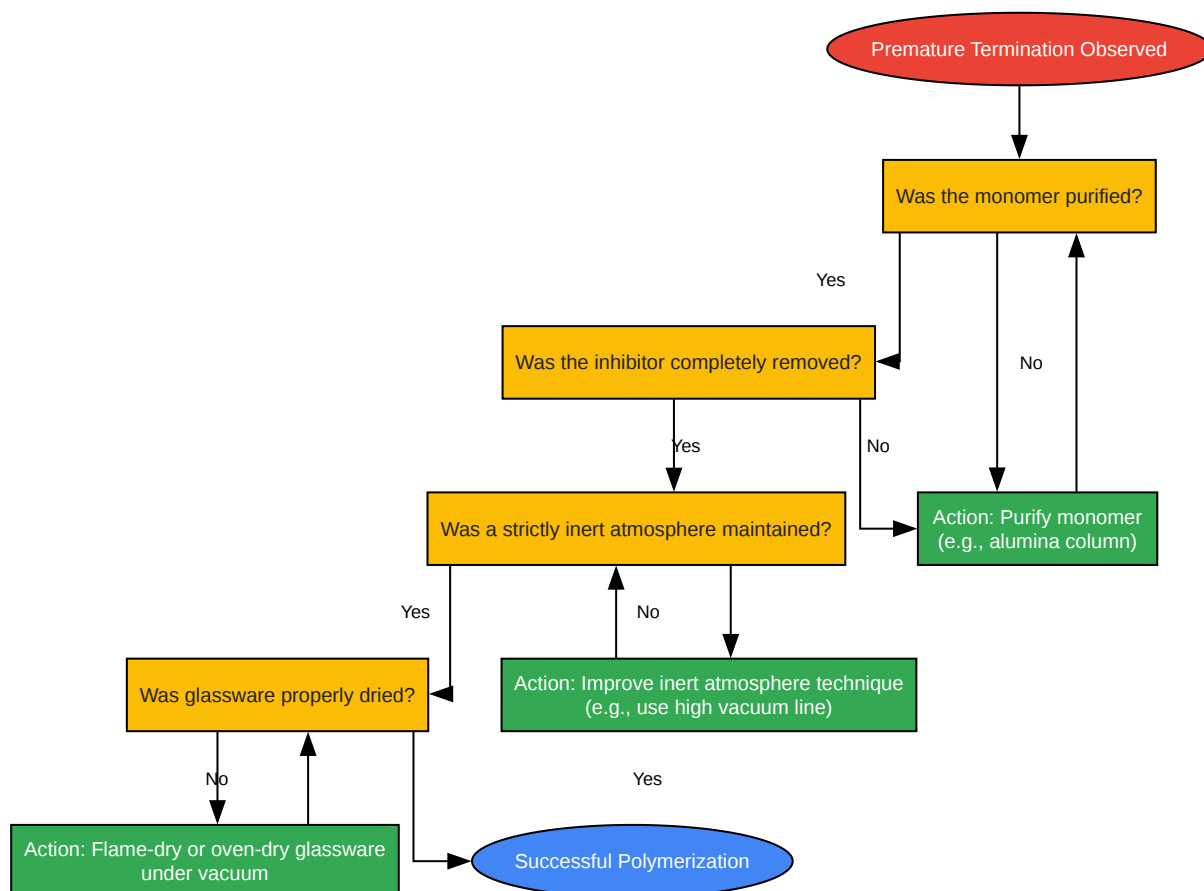 Premature Termination Observed
Was the monomer purified?
Yes
Was the inhibitor completely removed?
No
Yes
No
Was a strictly inert atmosphere maintained?
Action: Purify monomer
(e.g., alumina column)
Yes
No
Was glassware properly dried?
Action: Improve inert atmosphere technique
(e.g., use high vacuum line)
No
Yes
Action: Flame-dry or oven-dry glassware
under vacuum
Successful Polymerization